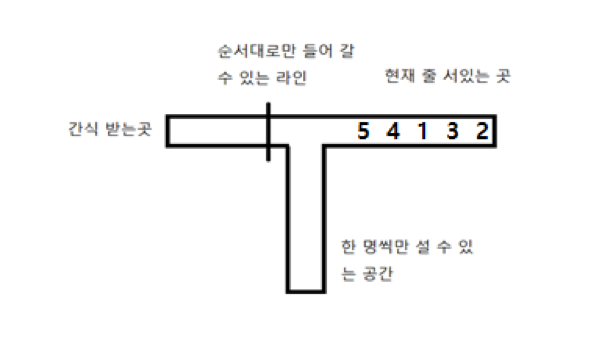 순서대로만 들어 갈
수 있는 라인
현재 줄 서있는 곳
간식 받는곳
5 4 1 3 2
한 명씩만 설 수 있
는 공간